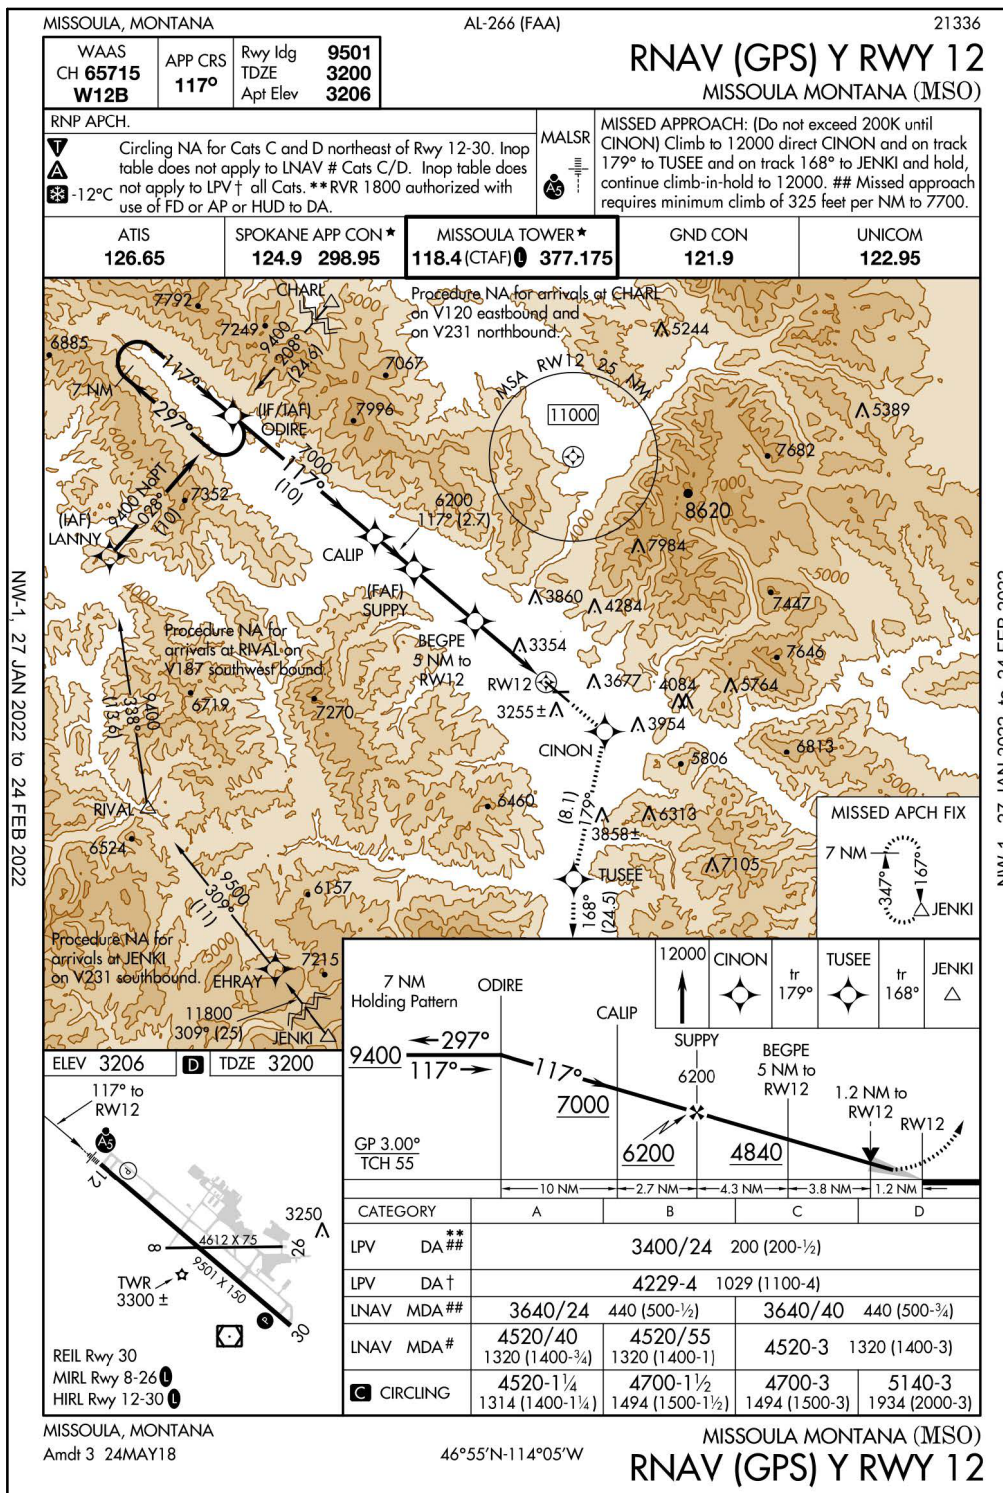 MISSOULA, MONTANA
AL-266 (FAA)
21336
WAAS
CH 65715
W12B
APP CRS
117°
Rwy ldg 9501
TDZE 3200
Apt Elev 3206
RNAV (GPS) Y RWY 12
MISSOULA MONTANA (MSO)
RNP APCH.
T
A
-12°C
Circling NA for Cats C and D northeast of Rwy 12-30. Inop
table does not apply to LNAV # Cats C/D. Inop table does
not apply to LPV † all Cats. **RVR 1800 authorized with
use of FD or AP or HUD to DA.
MALSR
A5
MISSED APPROACH: (Do not exceed 200K until
CINON) Climb to 12000 direct CINON and on track
179° to TUSEE and on track 168° to JENKI and hold,
continue climb-in-hold to 12000. ## Missed approach
requires minimum climb of 325 feet per NM to 7700.
ATIS
126.65
SPOKANE APP CON ★
124.9 298.95
MISSOULA TOWER ★
118.4 (CTAF) L 377.175
GND CON
121.9
UNICOM
122.95
7792
CHARL
7249
9400
208°
(24.6)
Procedure NA for arrivals at CHARL
on V120 eastbound and
on V231 northbound.
5244
6885
7 NM
117°
297°
7067
7996
(IF/IAF)
ODIRE
MSA RW12 25 NM
11000
5389
7682
7000
117°
(10)
9400 NoPT
028°
(10)
7352
(IAF)
LANNY
6200
117° (2.7)
7000
8620
7984
CALIP
(FAF)
SUPPY
4000
4000
3860
4284
7447
Procedure NA for
arrivals at RIVAL on
V187 southwest bound.
BEGPE
5 NM to
RW12
3354
7646
6719
7270
RW12
3677
4084
5764
3255±
3954
CINON
6813
5806
9400
338°
(13.6)
RIVAL
6460
(8.1)
179°
3858±
6313
6524
7105
TUSEE
168°
(24.5)
MISSED APCH FIX
7 NM
347°
167°
JENKI
9500
309°
(11)
6157
Procedure NA for
arrivals at JENKI
on V231 southbound.
EHRAY
7215
11800
309° (25)
JENKI
NW-1, 27 JAN 2022 to 24 FEB 2022
NW-1, 27 JAN 2022 to 24 FEB 2022
12000
CINON
tr
179°
TUSEE
tr
168°
JENKI
7 NM
Holding Pattern
ODIRE
CALIP
SUPPY
6200
BEGPE
5 NM to
RW12
1.2 NM to
RW12
RW12
9400
297°
117°
117°
7000
6200
4840
GP 3.00°
TCH 55
10 NM
2.7 NM
4.3 NM
3.8 NM
1.2 NM
ELEV 3206
D
TDZE 3200
117° to
RW12
A5
P
12
3250
4612 X 75
8
26
9501 X 150
TWR
3300 ±
P
30
REIL Rwy 30
MIRL Rwy 8-26 L
HIRL Rwy 12-30 L
CATEGORY A B C D
LPV DA **## 3400/24 200 (200-½)
LPV DA † 4229-4 1029 (1100-4)
LNAV MDA ## 3640/24 440 (500-½) 3640/40 440 (500-¾)
LNAV MDA # 4520/40 4520/55 4520-3 1320 (1400-3)
1320 (1400-¾) 1320 (1400-1)
C CIRCLING 4520-1¼ 4700-1½ 4700-3 5140-3
1314 (1400-1¼) 1494 (1500-1½) 1494 (1500-3) 1934 (2000-3)
MISSOULA, MONTANA
Amdt 3 24MAY18
46°55'N-114°05'W
MISSOULA MONTANA (MSO)
RNAV (GPS) Y RWY 12